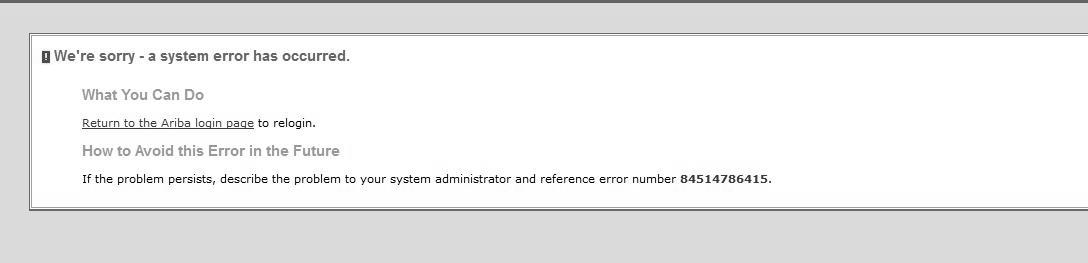 We're sorry - a system error has occurred.
What You Can Do
Return to the Ariba login page to relogin.
How to Avoid this Error in the Future
If the problem persists, describe the problem to your system administrator and reference error number 84514786415.